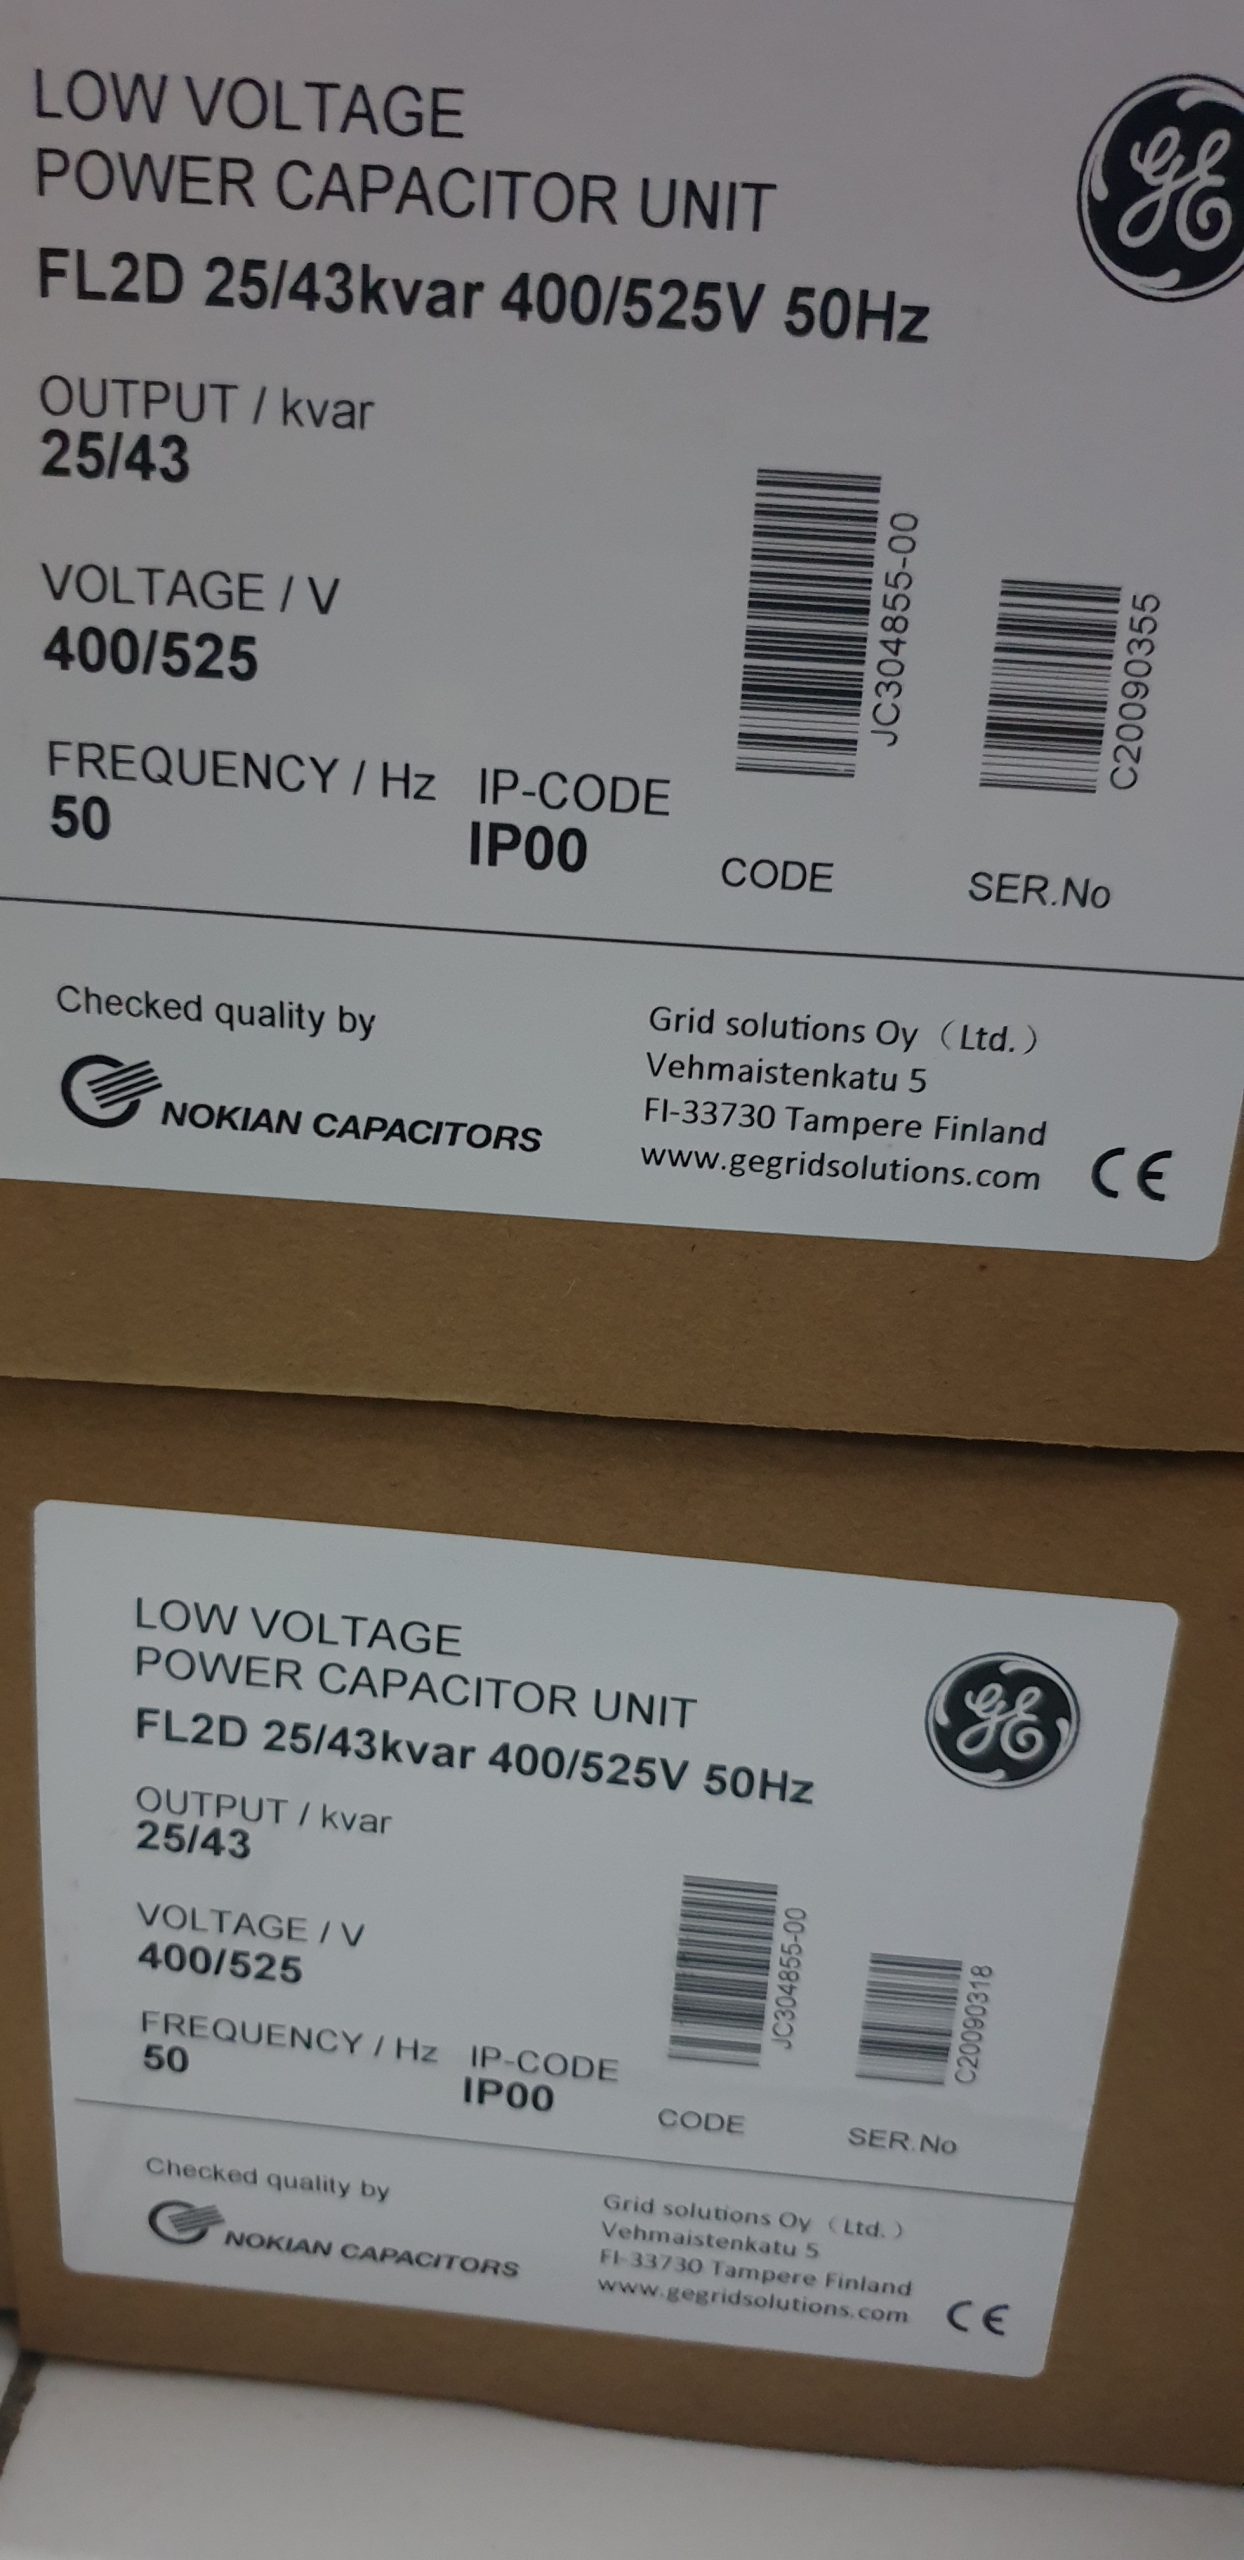 LOW VOLTAGE
POWER CAPACITOR UNIT
GE
FL2D 25/43kvar 400/525V 50Hz
OUTPUT / kvar
25/43
VOLTAGE / V
400/525
FREQUENCY / Hz
50
IP-CODE
IP00
JC304855-00
CODE
C20090355
SER.No
Checked quality by
NOKIAN CAPACITORS
Grid solutions Oy （Ltd.）
Vehmaistenkatu 5
FI-33730 Tampere Finland
www.gegridsolutions.com
CE
LOW VOLTAGE
POWER CAPACITOR UNIT
GE
FL2D 25/43kvar 400/525V 50Hz
OUTPUT / kvar
25/43
VOLTAGE / V
400/525
FREQUENCY / Hz
50
IP-CODE
IP00
JC304855-00
CODE
C20090318
SER.No
Checked quality by
NOKIAN CAPACITORS
Grid solutions Oy （Ltd.）
Vehmaistenkatu 5
FI-33730 Tampere Finland
www.gegridsolutions.com
CE